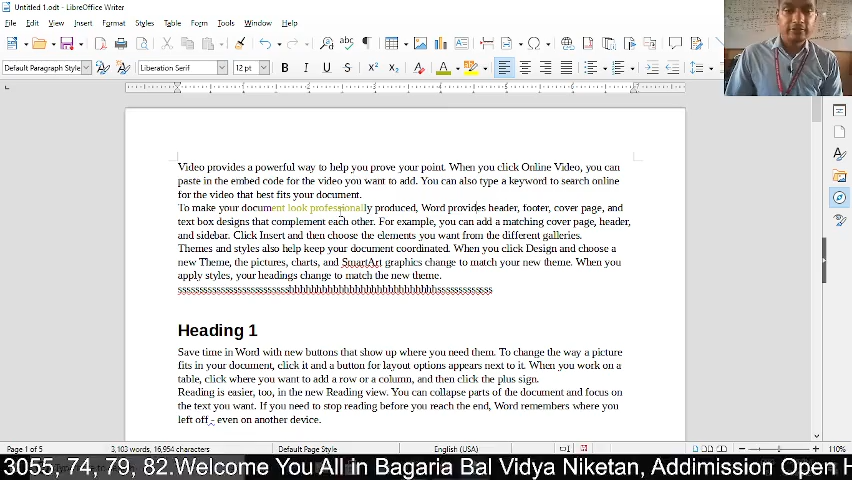 Untitled 1.odt - LibreOffice Writer
File Edit View Insert Format Styles Table Form Tools Window Help
Default Paragraph Style Liberation Serif 12 pt B I U S X² X₂
Video provides a powerful way to help you prove your point. When you click Online Video, you can
paste in the embed code for the video you want to add. You can also type a keyword to search online
for the video that best fits your document.
To make your document look professionally produced, Word provides header, footer, cover page, and
text box designs that complement each other. For example, you can add a matching cover page, header,
and sidebar. Click Insert and then choose the elements you want from the different galleries.
Themes and styles also help keep your document coordinated. When you click Design and choose a
new Theme, the pictures, charts, and SmartArt graphics change to match your new theme. When you
apply styles, your headings change to match the new theme.
Heading 1
Save time in Word with new buttons that show up where you need them. To change the way a picture
fits in your document, click it and a button for layout options appears next to it. When you work on a
table, click where you want to add a row or a column, and then click the plus sign.
Reading is easier, too, in the new Reading view. You can collapse parts of the document and focus on
the text you want. If you need to stop reading before you reach the end, Word remembers where you
left off - even on another device.
Page 1 of 5 3,103 words, 16,954 characters Default Page Style English (USA) 110%
3055, 74, 79, 82.Welcome You All in Bagaria Bal Vidya Niketan, Addimission Open H